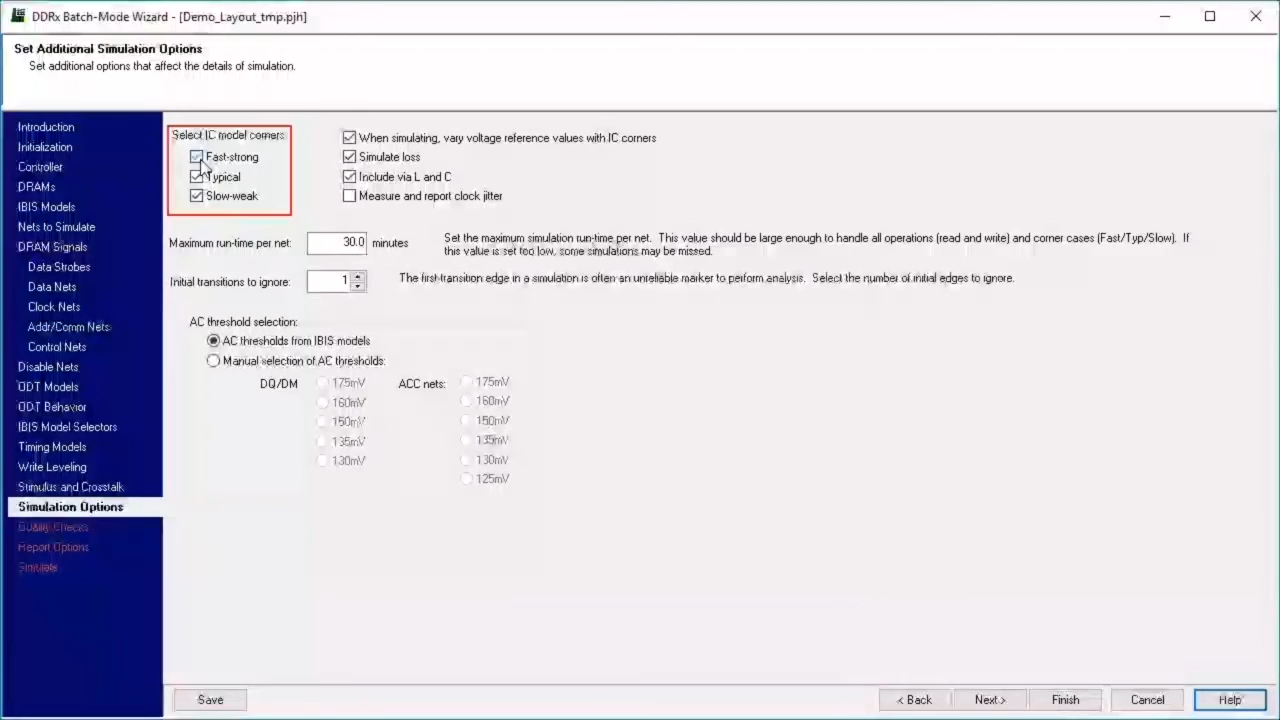 DDRx Batch-Mode Wizard - [Demo_Layout_tmp.pjh]
Set Additional Simulation Options
Set additional options that affect the details of simulation.
Introduction
Initialization
Controller
DRAMs
IBIS Models
Nets to Simulate
DRAM Signals
Data Strobes
Data Nets
Clock Nets
Addr/Comm Nets
Control Nets
Disable Nets
ODT Models
ODT Behavior
IBIS Model Selectors
Timing Models
Write Leveling
Stimulus and Crosstalk
Simulation Options
Quality Checks
Report Options
Simulate
Select IC model corners:
Fast-strong
Typical
Slow-weak
When simulating, vary voltage reference values with IC corners
Simulate loss
Include via L and C
Measure and report clock jitter
Maximum run-time per net: 30.0 minutes
Set the maximum simulation run-time per net. This value should be large enough to handle all operations (read and write) and corner cases (Fast/Typ/Slow). If
this value is set too low, some simulations may be missed.
Initial transitions to ignore: 1
The first-transition edge in a simulation is often an unreliable marker to perform analysis. Select the number of initial edges to ignore.
AC threshold selection:
AC thresholds from IBIS models
Manual selection of AC thresholds:
DQ/DM 175mV ACC nets: 175mV
160mV 160mV
150mV 150mV
135mV 135mV
130mV 130mV
125mV
Save < Back Next > Finish Cancel Help